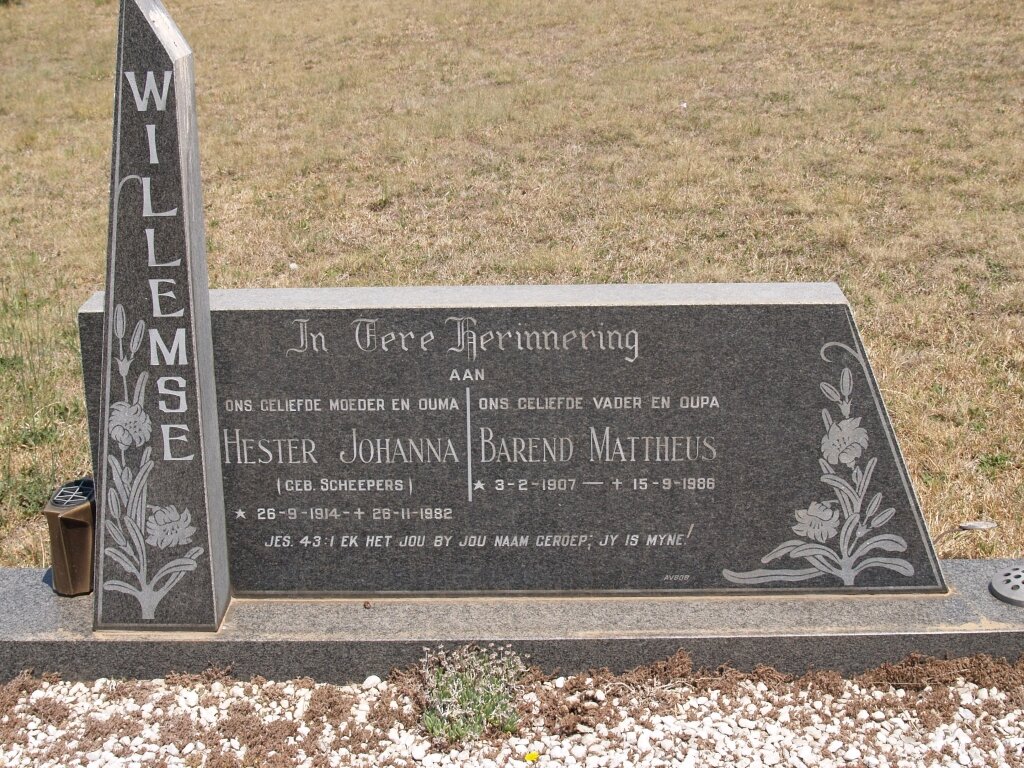 WILLEMSE
In Tere Herinnering
AAN
ONS GELIEFDE MOEDER EN OUMA
HESTER JOHANNA
(GEB. SCHEEPERS)
★ 26-9-1914-+ 26-11-1982
ONS GELIEFDE VADER EN OUPA
BAREND MATTHEUS
★ 3-2-1907 — + 15-9-1986
JES. 43:1 EK HET JOU BY JOU NAAM GEROEP; JY IS MYNE!
AVBOB